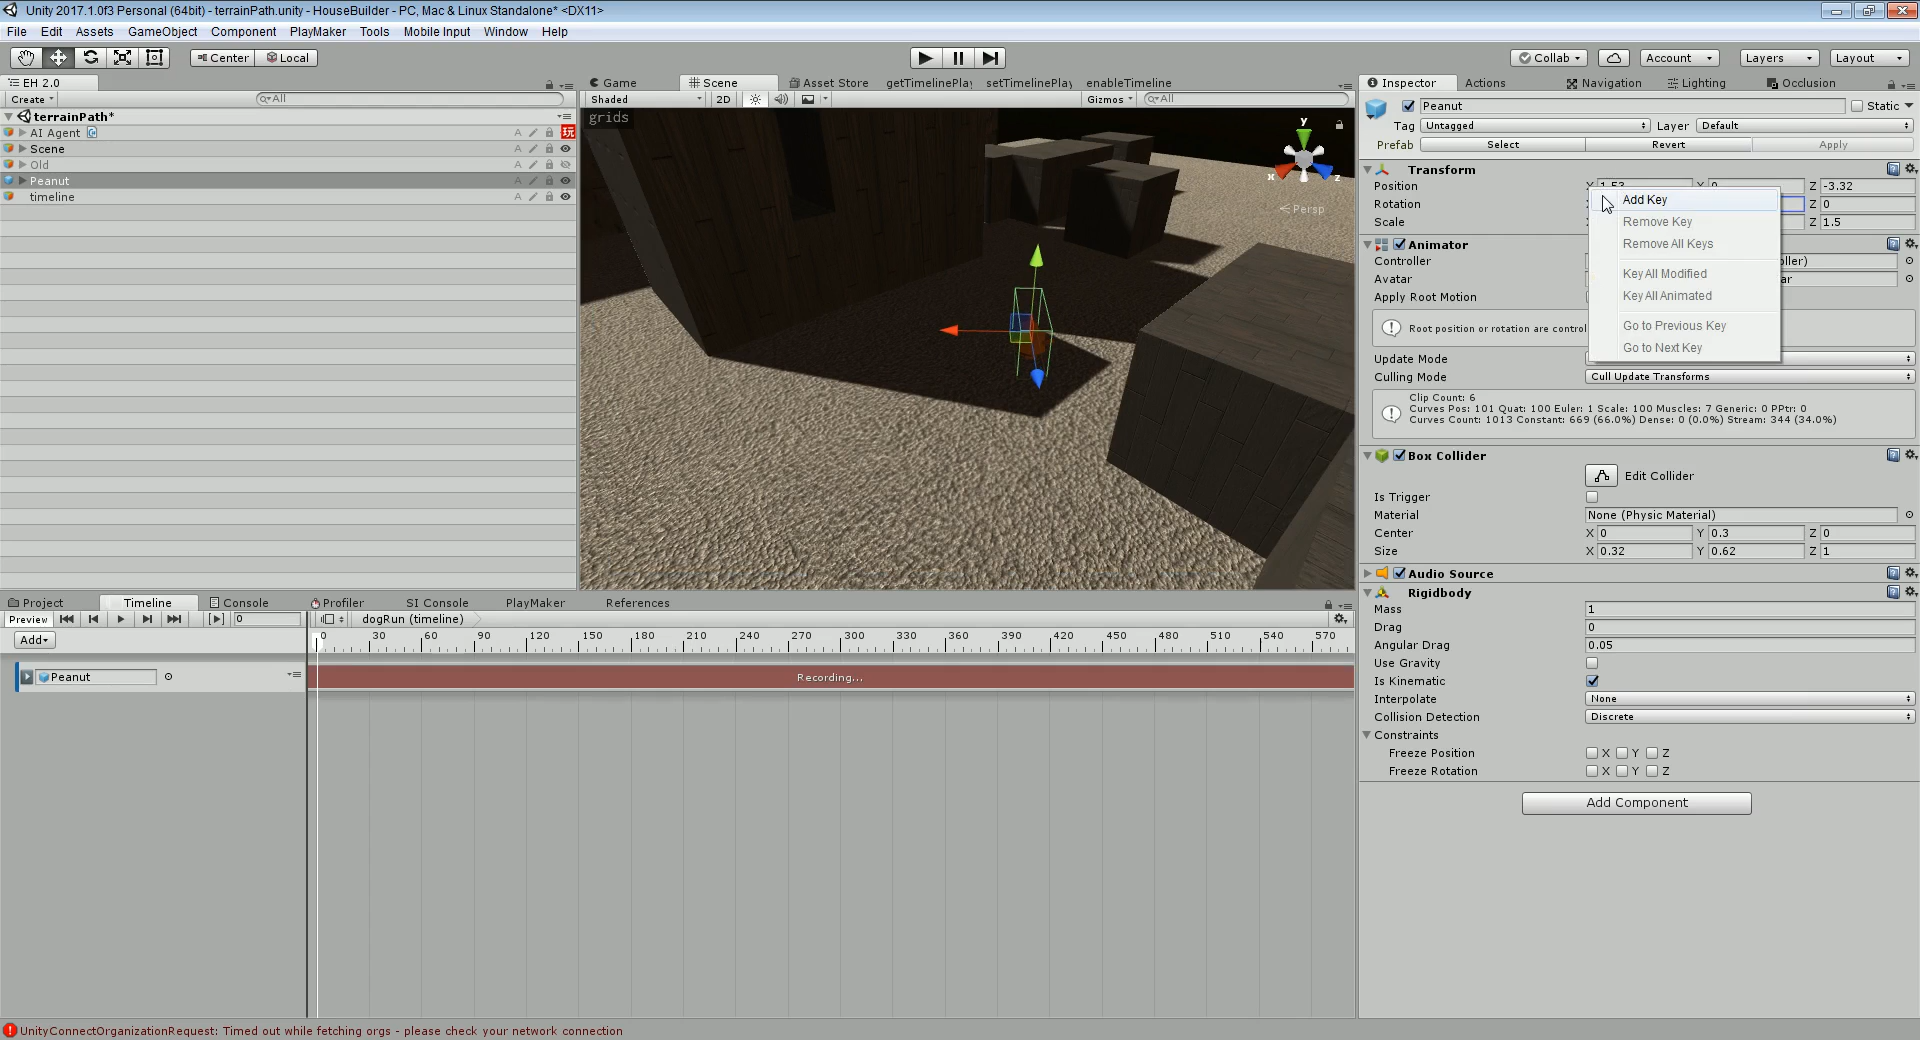 Unity 2017.1.0f3 Personal (64bit) - terrainPath.unity - HouseBuilder - PC, Mac & Linux Standalone* <DX11>
File Edit Assets GameObject Component PlayMaker Tools Mobile Input Window Help
Center Local Collab Account Layers Layout
EH 2.0
Create All
terrainPath*
AI Agent A 玩
Scene A
Old A
Peanut A
timeline A
Game Scene Asset Store getTimelinePlay setTimelinePlay enableTimeline
Shaded 2D Gizmos All
grids
y
x z
Persp
Inspector Actions Navigation Lighting Occlusion
Peanut Static
Tag Untagged Layer Default
Prefab Select Revert Apply
Transform
Position X 1.53 Y 0 Z -3.32
Rotation Z 0
Scale Z 1.5
Add Key
Remove Key
Remove All Keys
Key All Modified
Key All Animated
Go to Previous Key
Go to Next Key
Animator
Controller ller)
Avatar ar
Apply Root Motion
Root position or rotation are control
Update Mode
Culling Mode Cull Update Transforms
Clip Count: 6
Curves Pos: 101 Quat: 100 Euler: 1 Scale: 100 Muscles: 7 Generic: 0 PPtr: 0
Curves Count: 1013 Constant: 669 (66.0%) Dense: 0 (0.0%) Stream: 344 (34.0%)
Box Collider
Edit Collider
Is Trigger
Material None (Physic Material)
Center X 0 Y 0.3 Z 0
Size X 0.32 Y 0.62 Z 1
Audio Source
Rigidbody
Mass 1
Drag 0
Angular Drag 0.05
Use Gravity
Is Kinematic
Interpolate None
Collision Detection Discrete
Constraints
Freeze Position X Y Z
Freeze Rotation X Y Z
Add Component
Project Timeline Console Profiler SI Console PlayMaker References
Preview 0 dogRun (timeline)
Add
0 30 60 90 120 150 180 210 240 270 300 330 360 390 420 450 480 510 540 570
Peanut Recording...
UnityConnectOrganizationRequest: Timed out while fetching orgs - please check your network connection